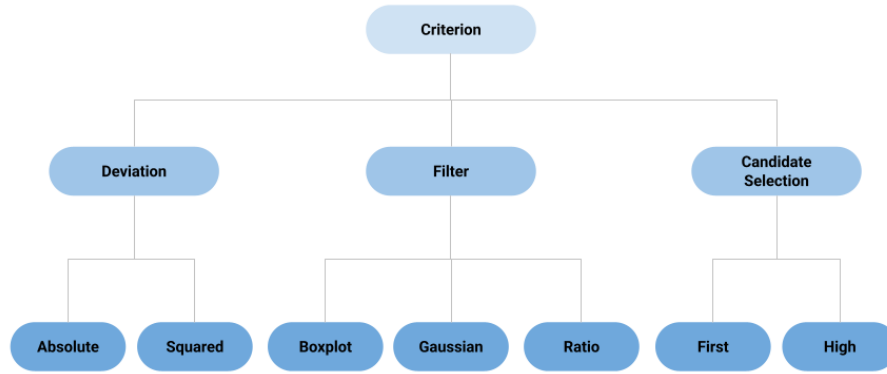 Criterion
Deviation
Filter
Candidate
Selection
Absolute
Squared
Boxplot
Gaussian
Ratio
First
High